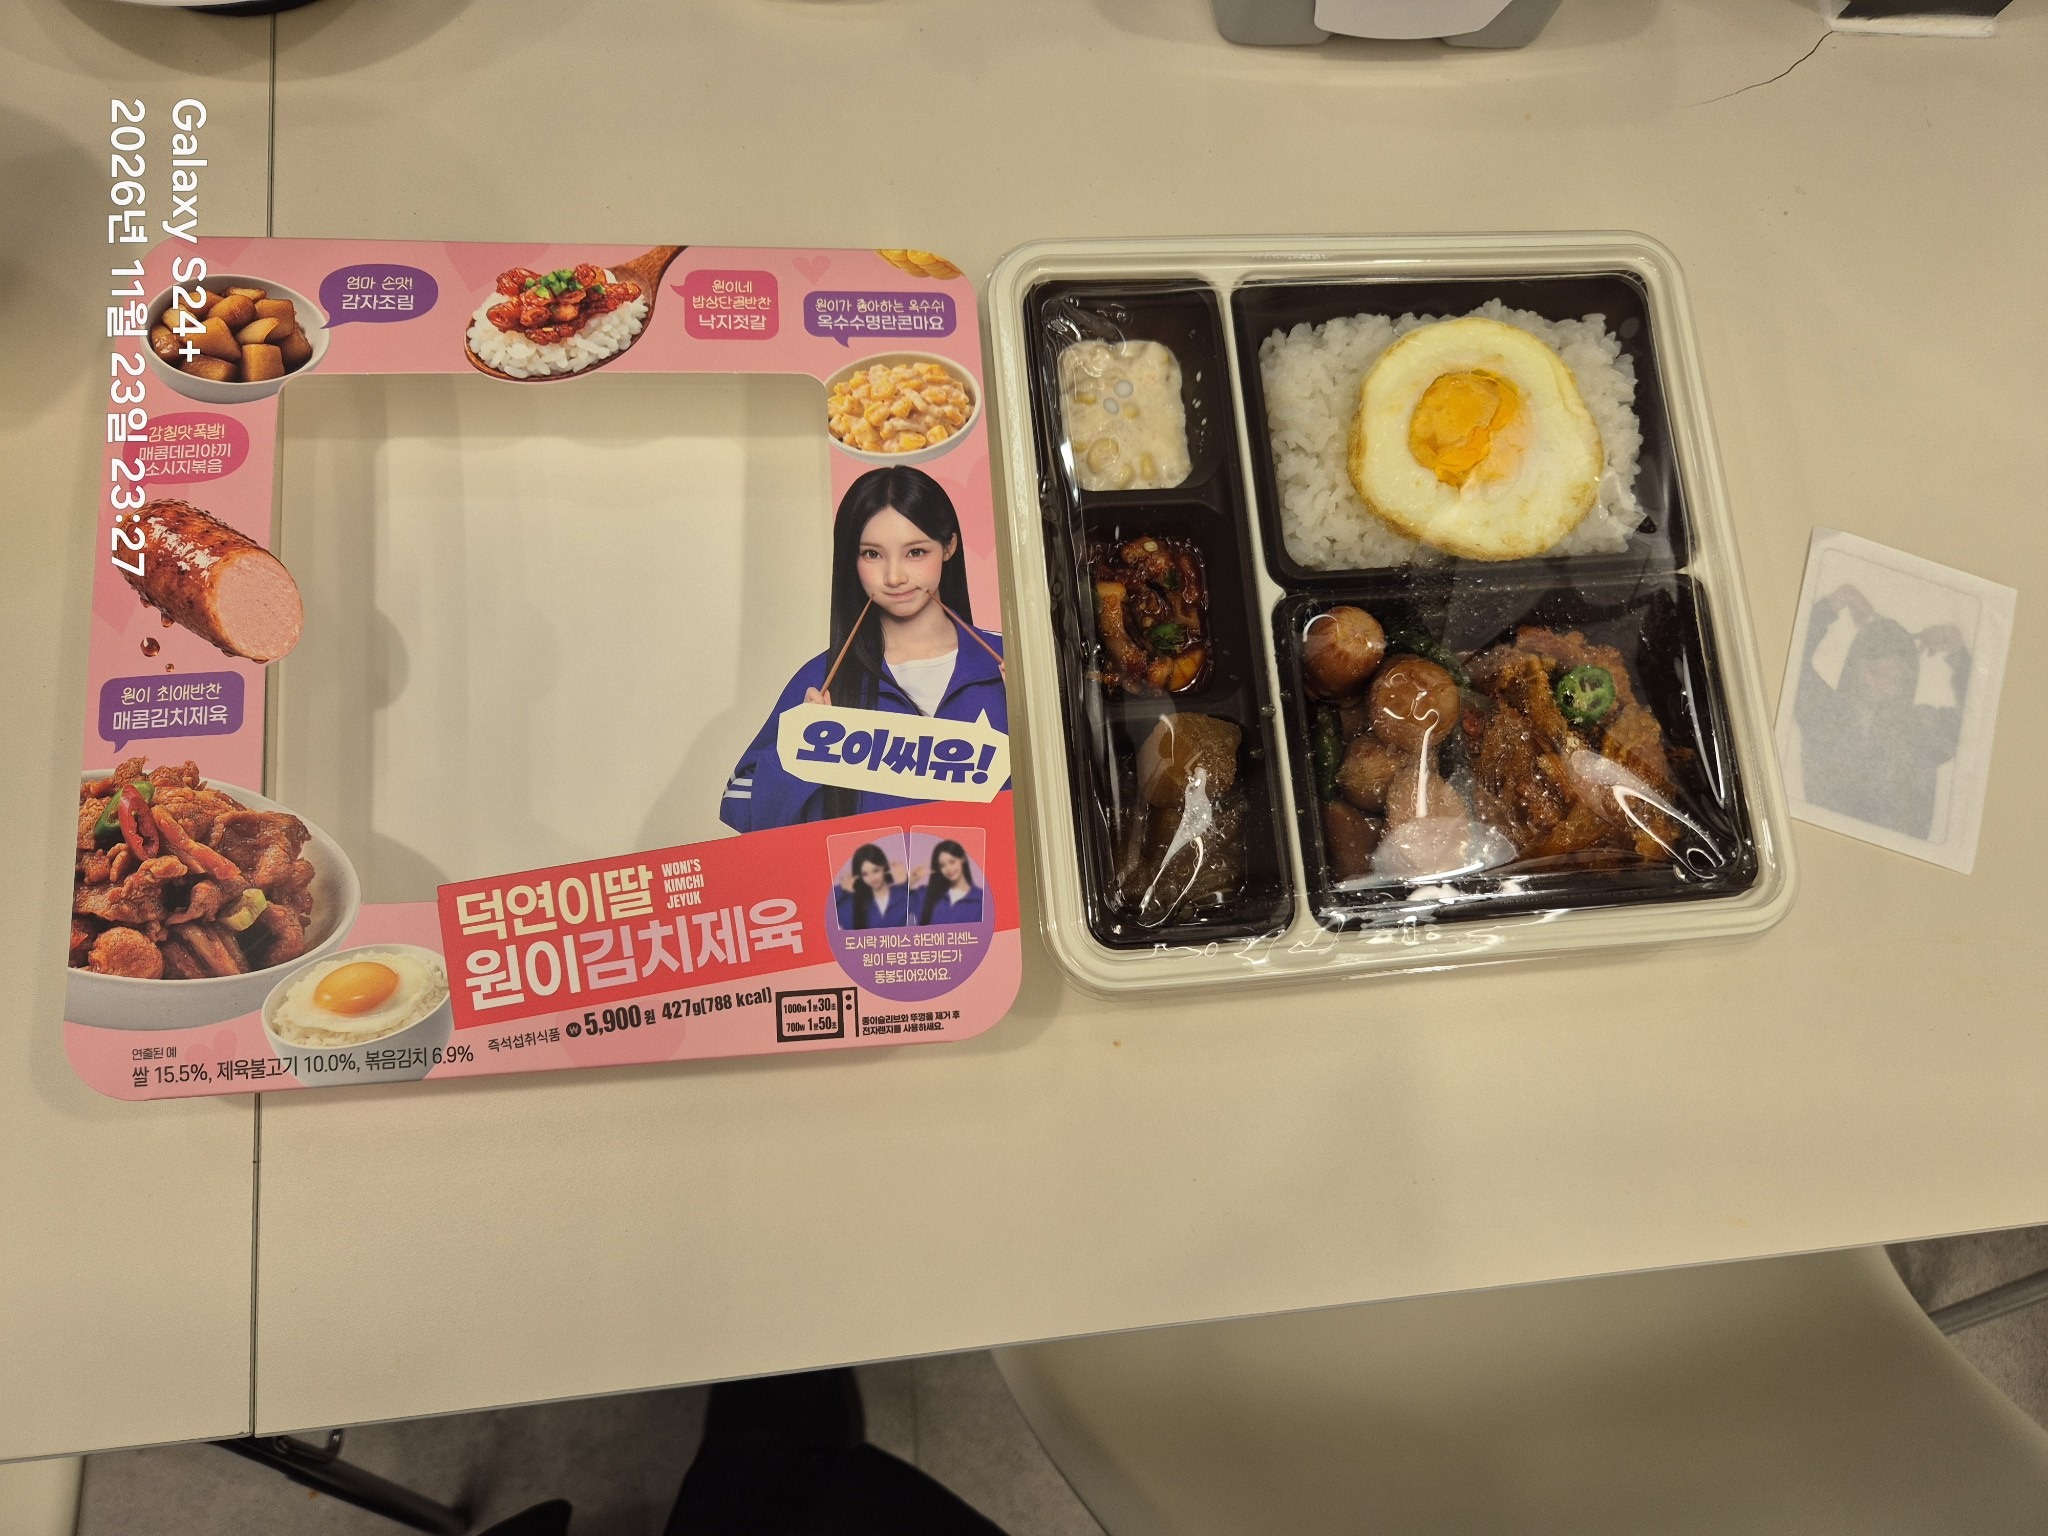 Galaxy S24+
2026년 11월 23일 23:27
엄마 손맛!
감자조림
원이네
밥상단골반찬
낙지젓갈
원이가 좋아하는 옥수수!
옥수수명란콘마요
감칠맛폭발!
매콤데리야끼
소시지볶음
원이 최애반찬
매콤김치제육
오이씨유!
덕연이딸
WONI'S
KIMCHI
JEYUK
원이김치제육
도시락 케이스 하단에 리센느
원이 투명 포토카드가
동봉되어있어요.
즉석섭취식품 ₩5,900원 427g(788 kcal)
1000W 1분30초
700W 1분50초
종이슬리브와 뚜껑을 제거 후
전자렌지를 사용하세요.
연출된 예
쌀 15.5%, 제육불고기 10.0%, 볶음김치 6.9%